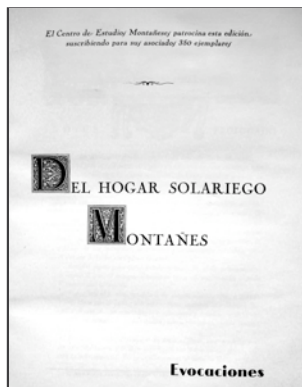 El Centro de Estudios Montañeses patrocina esta edición,
suscribiendo para sus asociados 350 ejemplares
DEL HOGAR SOLARIEGO
MONTAÑES
Evocaciones